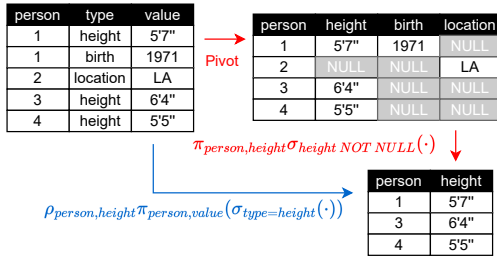 person type value
1 height 5'7"
1 birth 1971
2 location LA
3 height 6'4"
4 height 5'5"
Pivot
person height birth location
1 5'7" 1971 NULL
2 NULL NULL LA
3 6'4" NULL NULL
4 5'5" NULL NULL
π_{person,height}σ_{height NOT NULL}(·)
ρ_{person,height}π_{person,value}(σ_{type=height}(·))
person height
1 5'7"
3 6'4"
4 5'5"